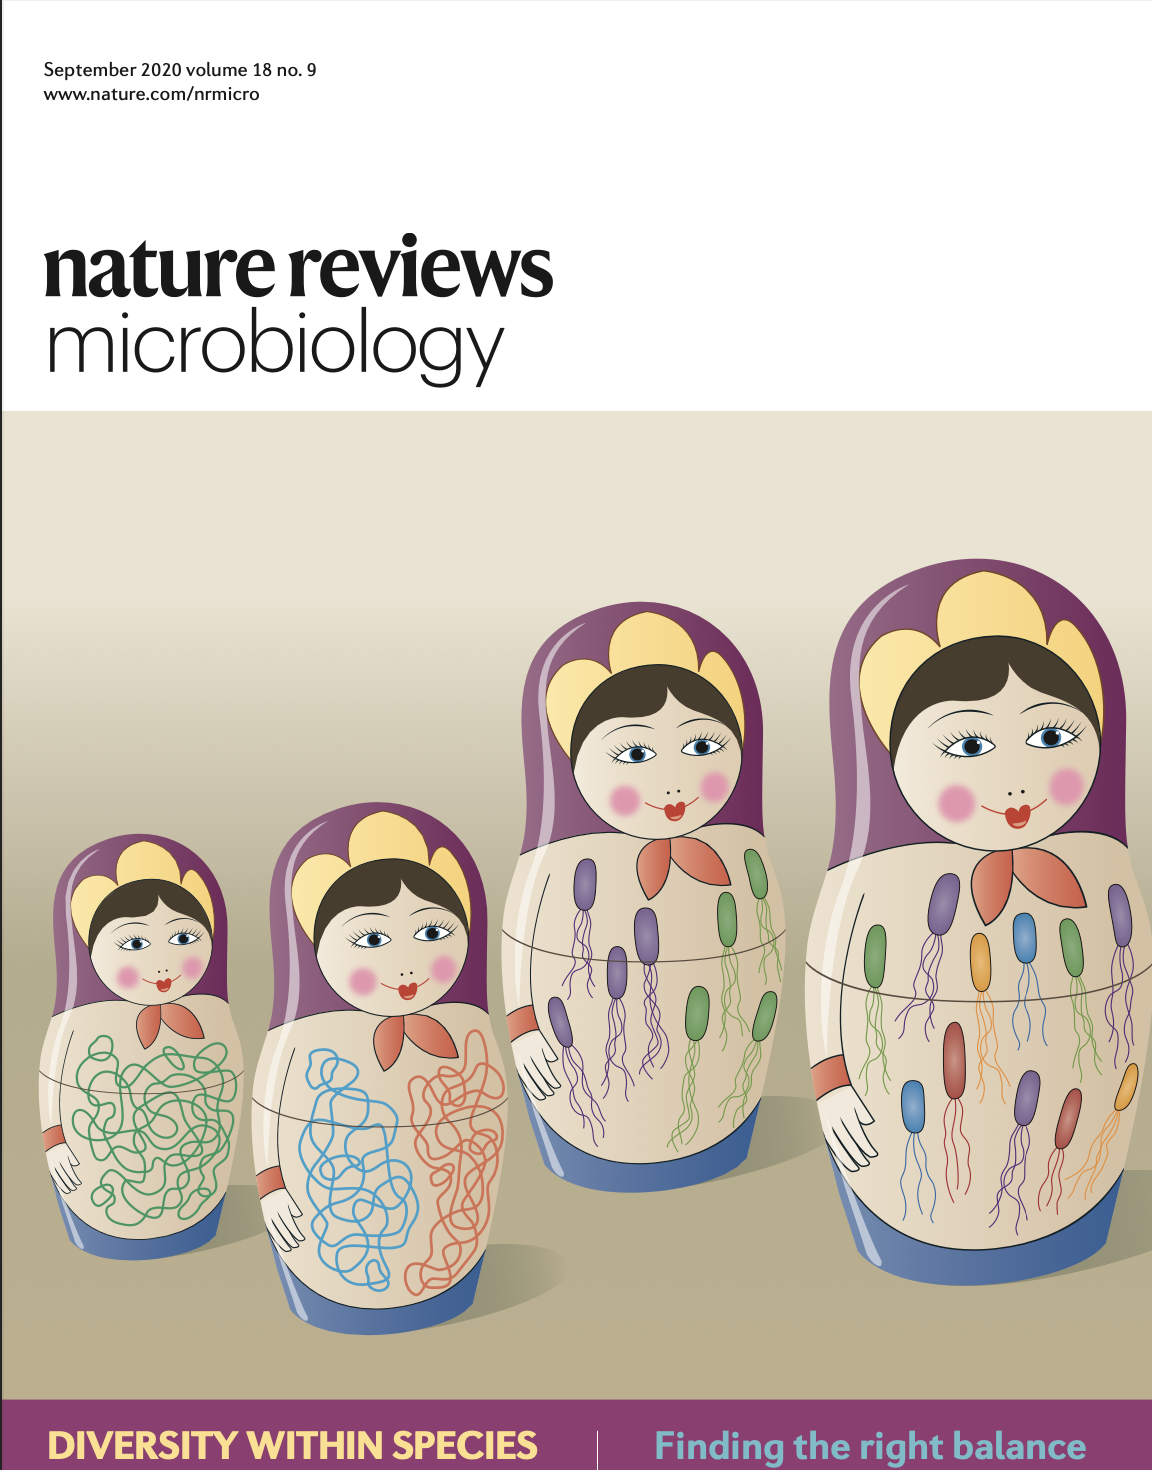 September 2020 volume 18 no. 9
www.nature.com/nrmicro
nature reviews
microbiology
DIVERSITY WITHIN SPECIES
Finding the right balance